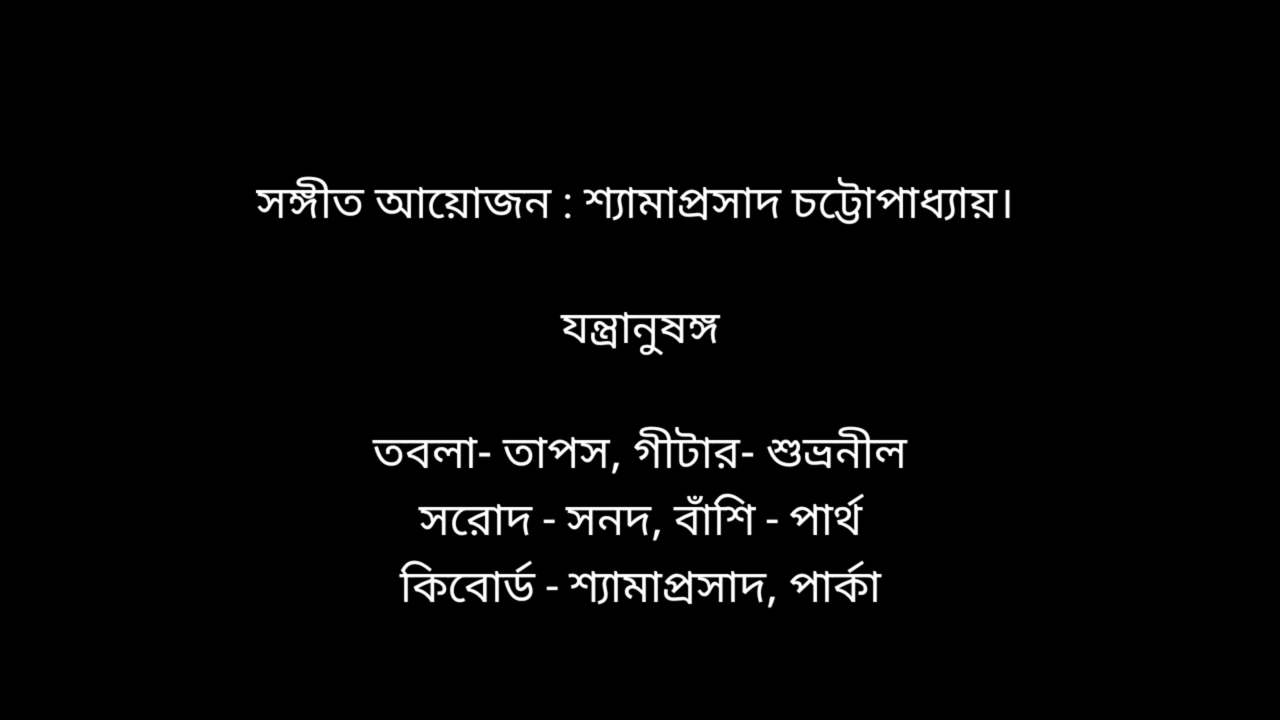 সঙ্গীত আয়োজন : শ্যামাপ্রসাদ চট্টোপাধ্যায়।
যন্ত্রানুষঙ্গ
তবলা- তাপস, গীটার- শুভ্রনীল
সরোদ - সনদ, বাঁশি - পার্থ
কিবোর্ড - শ্যামাপ্রসাদ, পার্কা